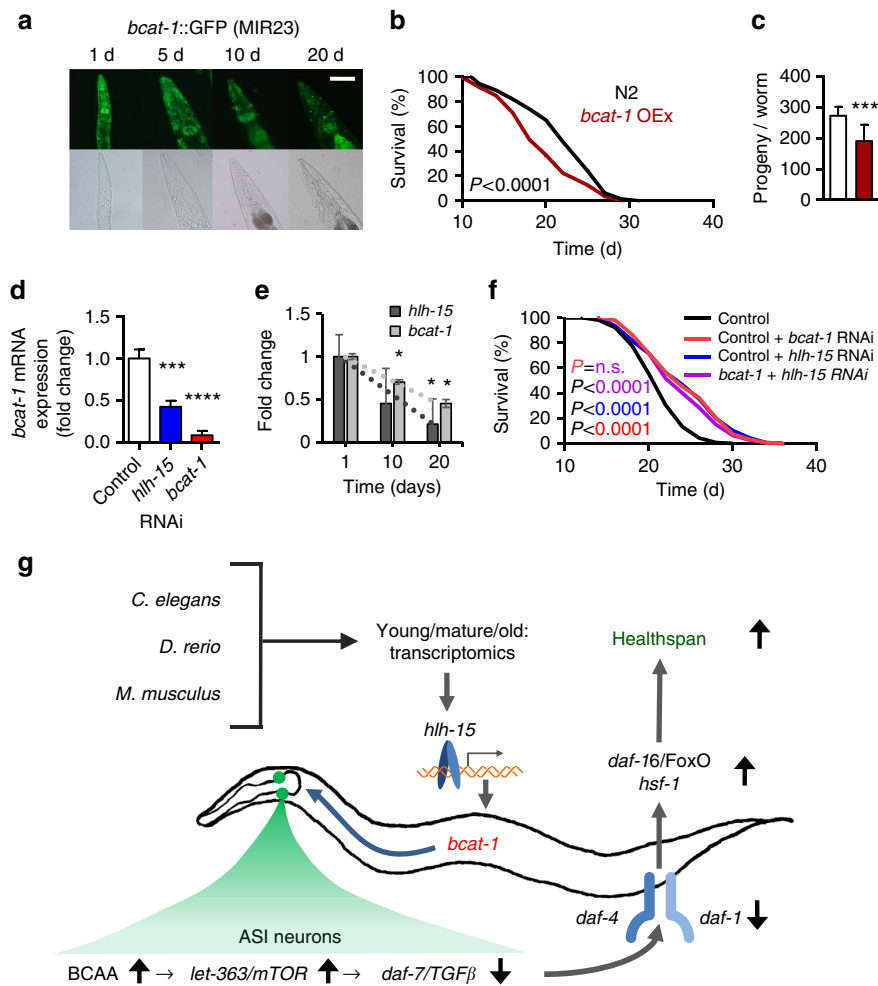 a
bcat-1::GFP (MIR23)
1 d 5 d 10 d 20 d
b
100
80
60
40
20
0
Survival (%)
N2
bcat-1 OEx
P<0.0001
10 20 30 40
Time (d)
c
400
300
200
100
0
Progeny / worm
***
d
bcat-1 mRNA
expression
(fold change)
1.5
1.0
0.5
0.0
***
****
Control
hlh-15
bcat-1
RNAi
e
Fold change
1.5
1
0.5
0
hlh-15
bcat-1
*
* *
1 10 20
Time (days)
f
Survival (%)
100
80
60
40
20
0
Control
Control + bcat-1 RNAi
Control + hlh-15 RNAi
bcat-1 + hlh-15 RNAi
P=n.s.
P<0.0001
P<0.0001
P<0.0001
10 20 30 40
Time (d)
g
C. elegans
D. rerio
M. musculus
Young/mature/old:
transcriptomics
hlh-15
bcat-1
Healthspan
daf-16/FoxO
hsf-1
daf-4
daf-1
ASI neurons
BCAA → let-363/mTOR → daf-7/TGFβ